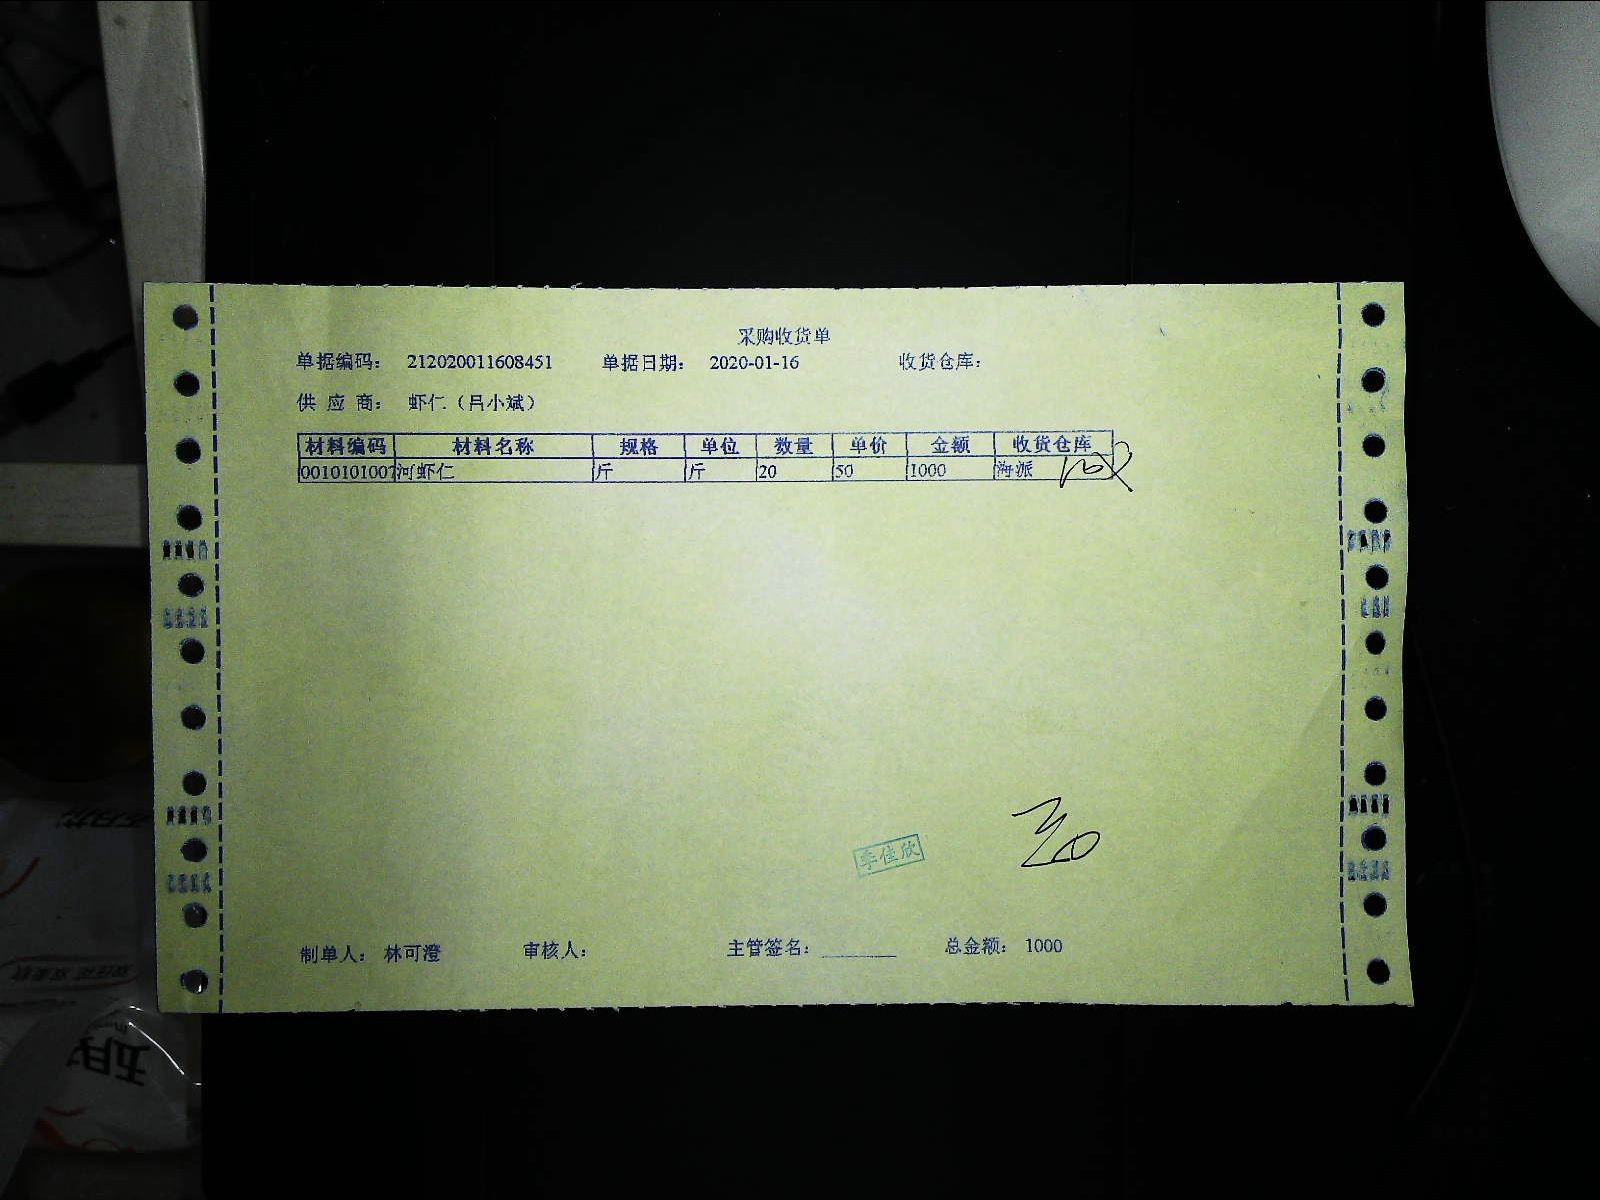 采购收货单
单据编码： 212020011608451 单据日期： 2020-01-16 收货仓库：
供 应 商： 虾仁（吕小斌）
材料编码 材料名称 规格 单位 数量 单价 金额 收货仓库
0010101007 河虾仁 斤 斤 20 50 1000 海派
李佳欣
制单人： 林可澄 审核人： 主管签名： 总金额： 1000